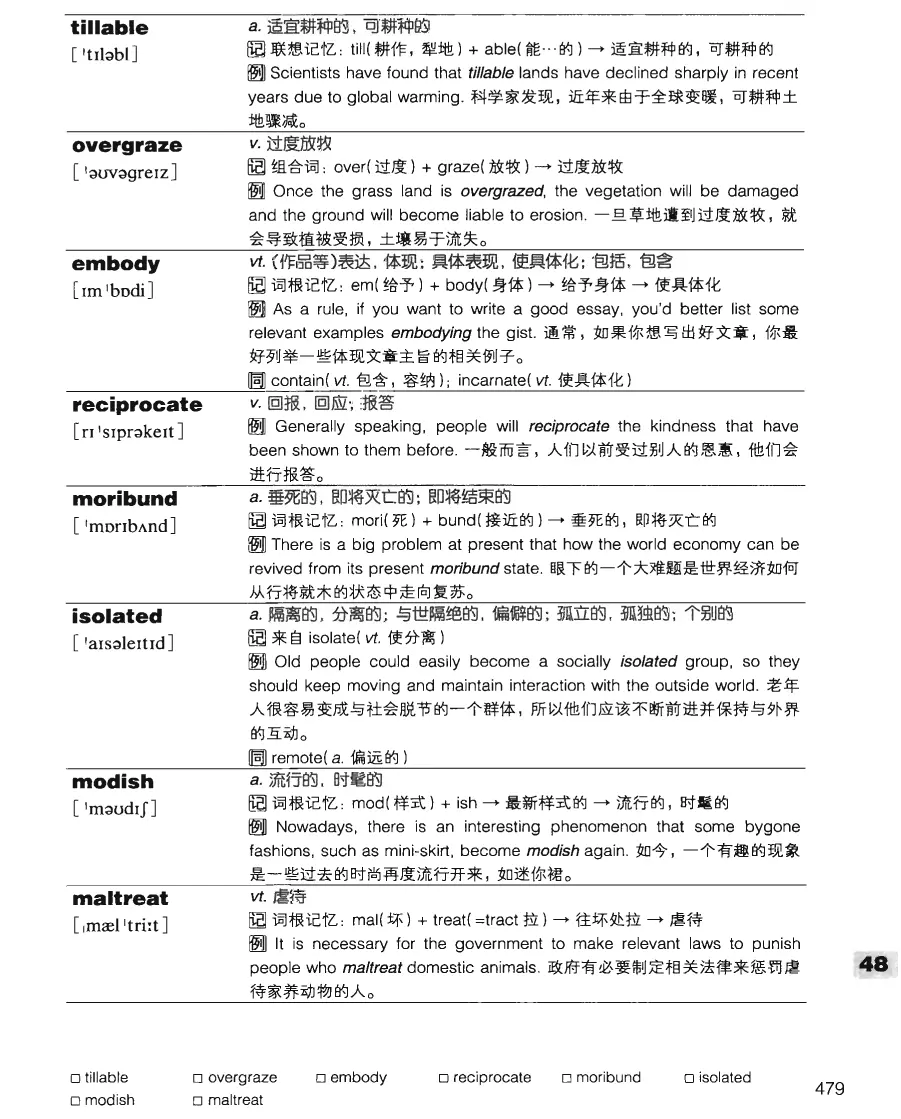 tillable
[ ˈtɪləbl ]
a. 适宜耕种的，可耕种的
记 联想记忆：till( 耕作，犁地 ) + able( 能…的 ) → 适宜耕种的，可耕种的
例 Scientists have found that tillable lands have declined sharply in recent
years due to global warming. 科学家发现，近年来由于全球变暖，可耕种土
地骤减。
overgraze
[ ˈəʊvəgreɪz ]
v. 过度放牧
记 组合词：over( 过度 ) + graze( 放牧 ) → 过度放牧
例 Once the grass land is overgrazed, the vegetation will be damaged
and the ground will become liable to erosion. 一旦草地遭到过度放牧，就
会导致植被受损，土壤易于流失。
embody
[ ɪmˈbɒdi ]
vt. (作品等)表达，体现；具体表现，使具体化；包括，包含
记 词根记忆：em( 给予 ) + body( 身体 ) → 给予身体 → 使具体化
例 As a rule, if you want to write a good essay, you'd better list some
relevant examples embodying the gist. 通常，如果你想写出好文章，你最
好列举一些体现文章主旨的相关例子。
同 contain( vt. 包含，容纳 )；incarnate( vt. 使具体化 )
reciprocate
[ rɪˈsɪprəkeɪt ]
v. 回报，回应；报答
例 Generally speaking, people will reciprocate the kindness that have
been shown to them before. 一般而言，人们以前受过别人的恩惠，他们会
进行报答。
moribund
[ ˈmɒrɪbʌnd ]
a. 垂死的，即将灭亡的；即将结束的
记 词根记忆：mori( 死 ) + bund( 接近的 ) → 垂死的，即将灭亡的
例 There is a big problem at present that how the world economy can be
revived from its present moribund state. 眼下的一个大难题是世界经济如何
从行将就木的状态中走向复苏。
isolated
[ ˈaɪsəleɪtɪd ]
a. 隔离的，分离的；与世隔绝的，偏僻的；孤立的，孤独的；个别的
记 来自 isolate( vt. 使分离 )
例 Old people could easily become a socially isolated group, so they
should keep moving and maintain interaction with the outside world. 老年
人很容易变成与社会脱节的一个群体，所以他们应该不断前进并保持与外界
的互动。
同 remote( a. 偏远的 )
modish
[ ˈməʊdɪʃ ]
a. 流行的，时髦的
记 词根记忆：mod( 样式 ) + ish → 最新样式的 → 流行的，时髦的
例 Nowadays, there is an interesting phenomenon that some bygone
fashions, such as mini-skirt, become modish again. 如今，一个有趣的现象
是一些过去的时尚再度流行开来，如迷你裙。
maltreat
[ ˌmælˈtriːt ]
vt. 虐待
记 词根记忆：mal( 坏 ) + treat( =tract 拉 ) → 往坏处拉 → 虐待
例 It is necessary for the government to make relevant laws to punish
people who maltreat domestic animals. 政府有必要制定相关法律来惩罚虐
待家养动物的人。
48
□ tillable □ overgraze □ embody □ reciprocate □ moribund □ isolated
□ modish □ maltreat
479